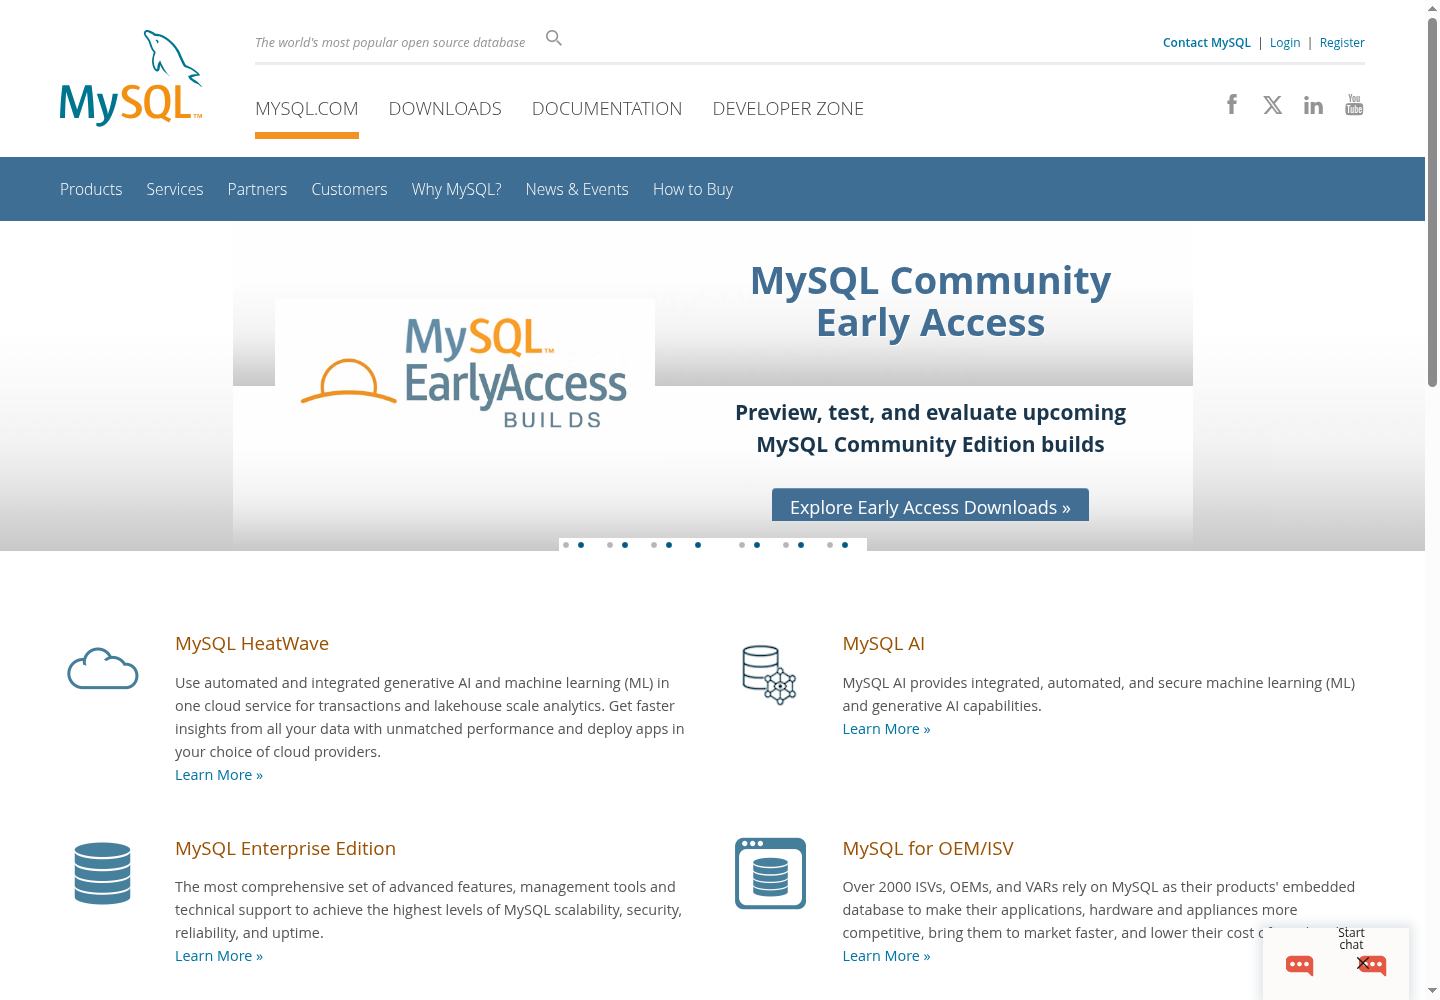 The world's most popular open source database
Contact MySQL | Login | Register
MySQL™
MYSQL.COM DOWNLOADS DOCUMENTATION DEVELOPER ZONE
Products Services Partners Customers Why MySQL? News & Events How to Buy
MySQL™
EarlyAccess
BUILDS
MySQL Community
Early Access
Preview, test, and evaluate upcoming
MySQL Community Edition builds
Explore Early Access Downloads »
MySQL HeatWave
Use automated and integrated generative AI and machine learning (ML) in
one cloud service for transactions and lakehouse scale analytics. Get faster
insights from all your data with unmatched performance and deploy apps in
your choice of cloud providers.
Learn More »
MySQL AI
MySQL AI provides integrated, automated, and secure machine learning (ML)
and generative AI capabilities.
Learn More »
MySQL Enterprise Edition
The most comprehensive set of advanced features, management tools and
technical support to achieve the highest levels of MySQL scalability, security,
reliability, and uptime.
Learn More »
MySQL for OEM/ISV
Over 2000 ISVs, OEMs, and VARs rely on MySQL as their products' embedded
database to make their applications, hardware and appliances more
competitive, bring them to market faster, and lower their cost
Learn More »
Start
chat